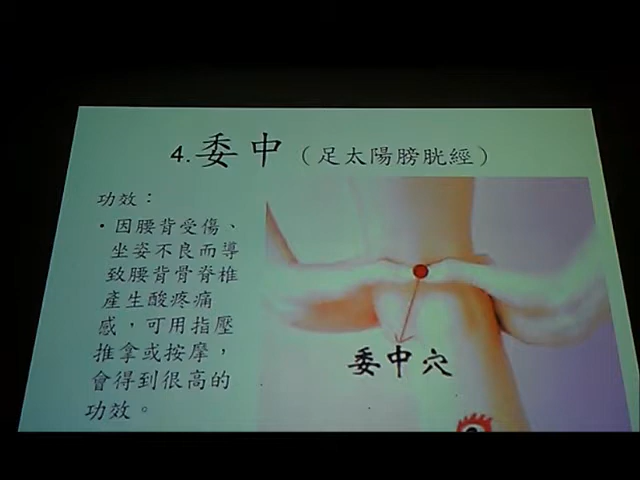 4.委中（足太陽膀胱經）
功效：
・因腰背受傷、
坐姿不良而導
致腰背骨脊椎
產生酸疼痛
感，可用指壓
推拿或按摩，
會得到很高的
功效。
委中穴